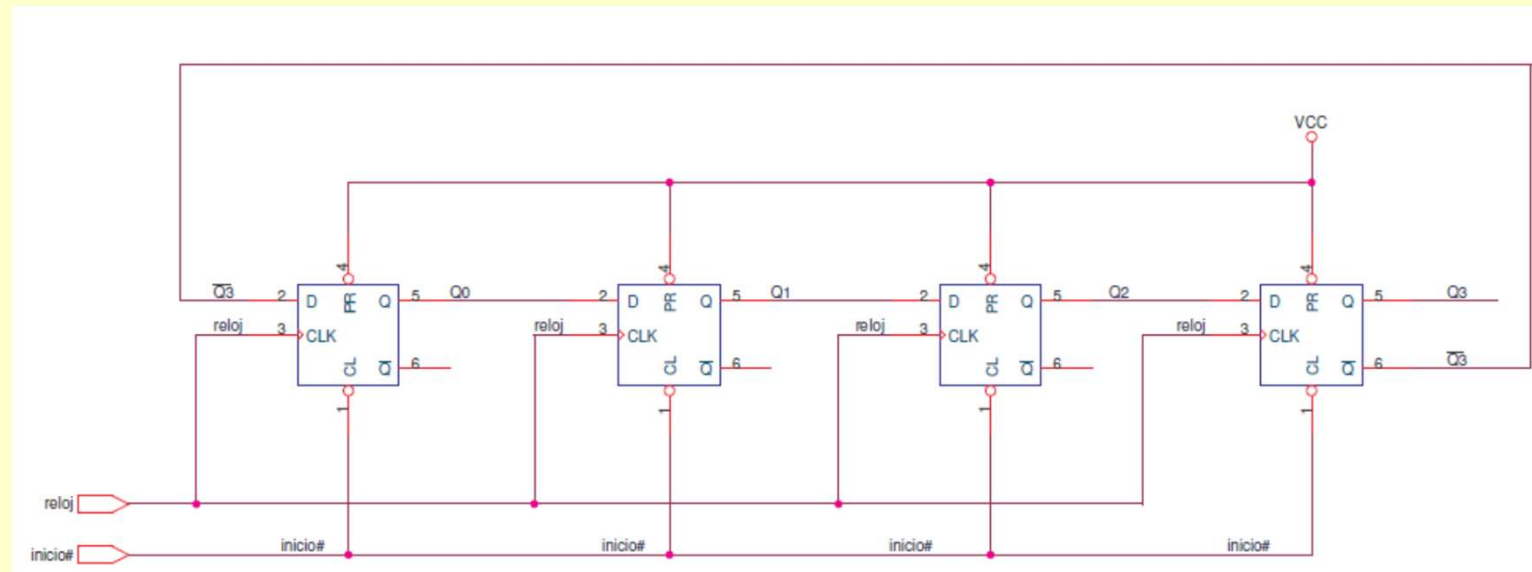 VCC
4 4 4 4
Q3 2 D PR Q 5 Q0 2 D PR Q 5 Q1 2 D PR Q 5 Q2 2 D PR Q 5 Q3
reloj 3 CLK reloj 3 CLK reloj 3 CLK reloj 3 CLK
CL Q 6 CL Q 6 CL Q 6 CL Q 6 Q3
1 1 1 1
reloj
inicio# inicio# inicio# inicio# inicio#